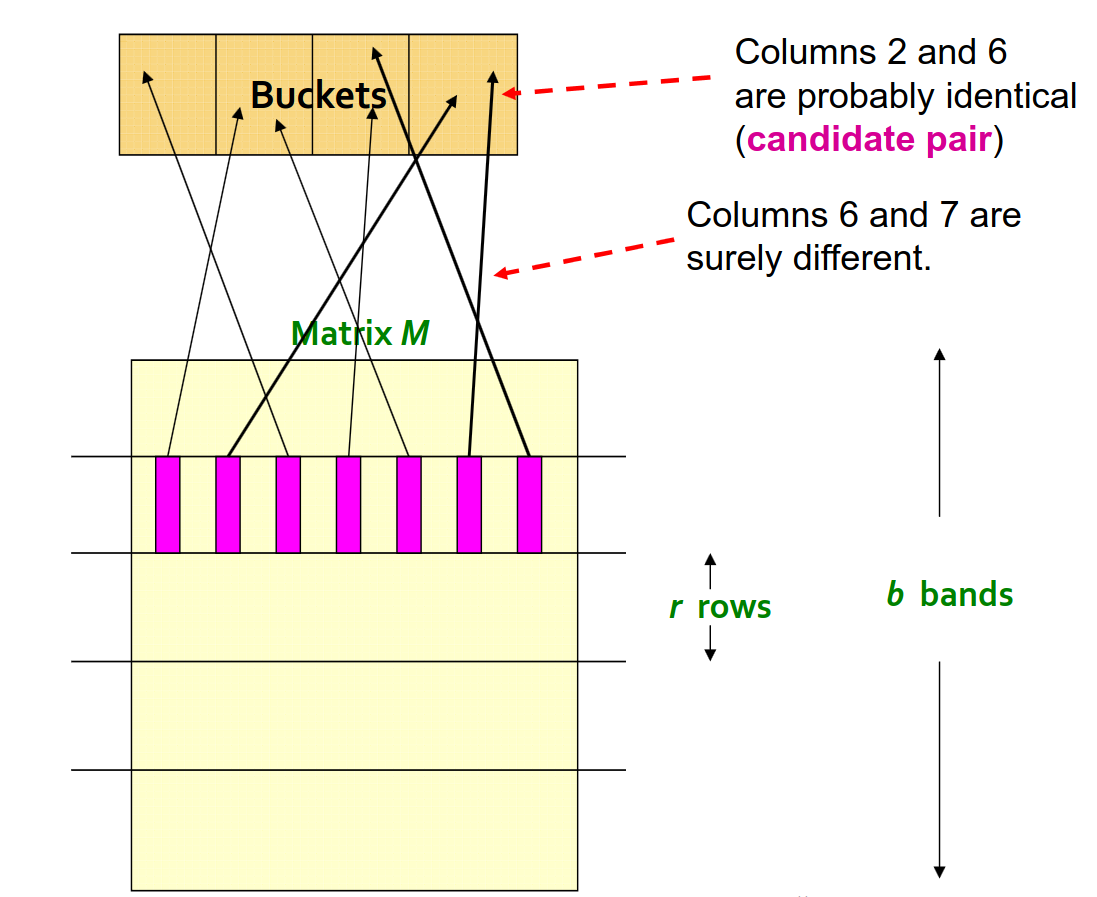 Buckets
Columns 2 and 6
are probably identical
(candidate pair)
Columns 6 and 7 are
surely different.
Matrix M
r rows
b bands